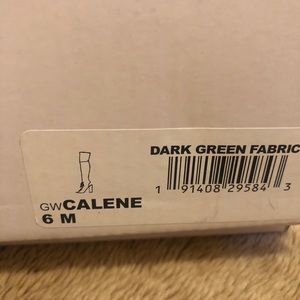 DARK GREEN FABRIC
1 91408 29584 3
GWCALENE
6 M